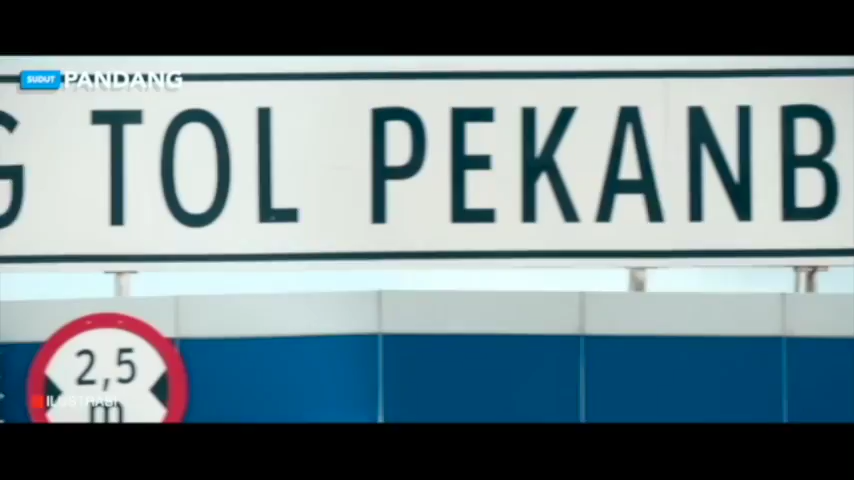 SUDUT PANDANG
G TOL PEKANB
2,5
m
ILUSTRASI